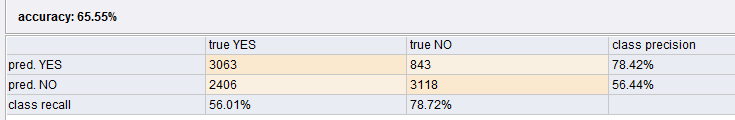 accuracy: 65.55%
true YES true NO class precision
pred. YES 3063 843 78.42%
pred. NO 2406 3118 56.44%
class recall 56.01% 78.72%